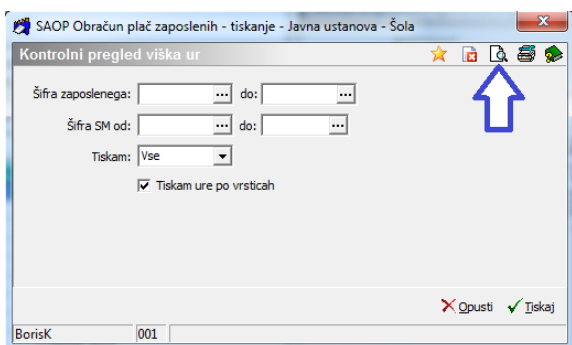 SAOP Obračun plač zaposlenih - tiskanje - Javna ustanova - Šola
Kontrolni pregled viška ur
Šifra zaposlenega: ... do: ...
Šifra SM od: ... do: ...
Tiskam: Vse
Tiskam ure po vrsticah
Opusti Tiskaj
BorisK 001